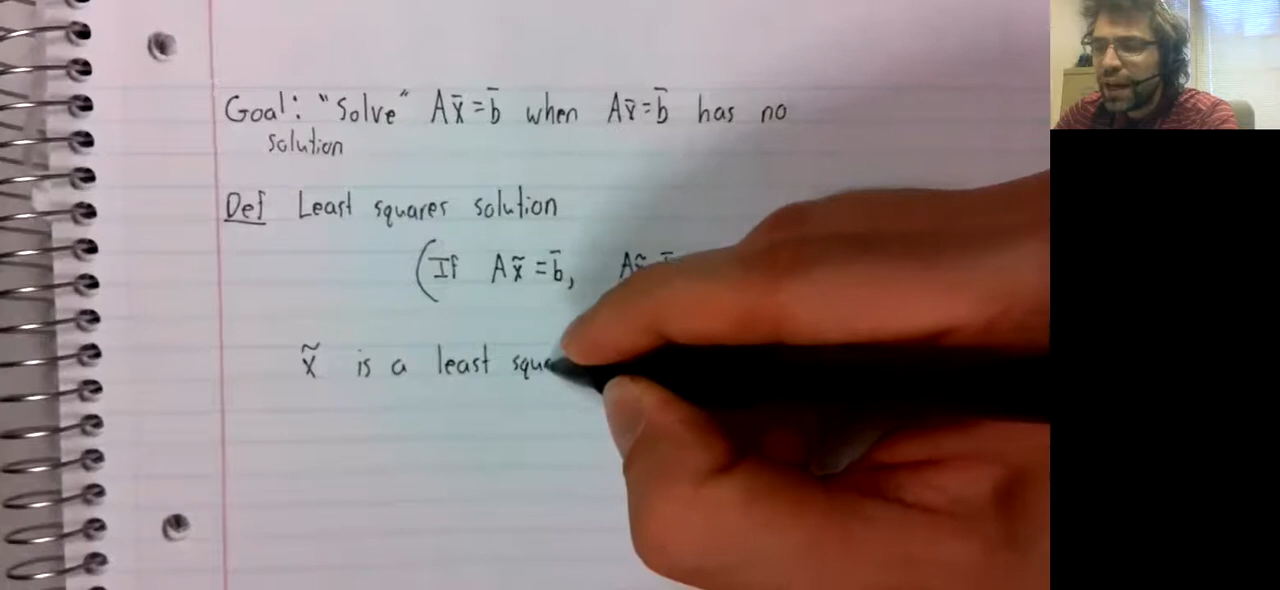 Goal: "Solve" Ax̄ = b̄ when Ax̄ = b̄ has no
solution
Def Least squares solution
(If Ax̃ = b̄,
x̃ is a least